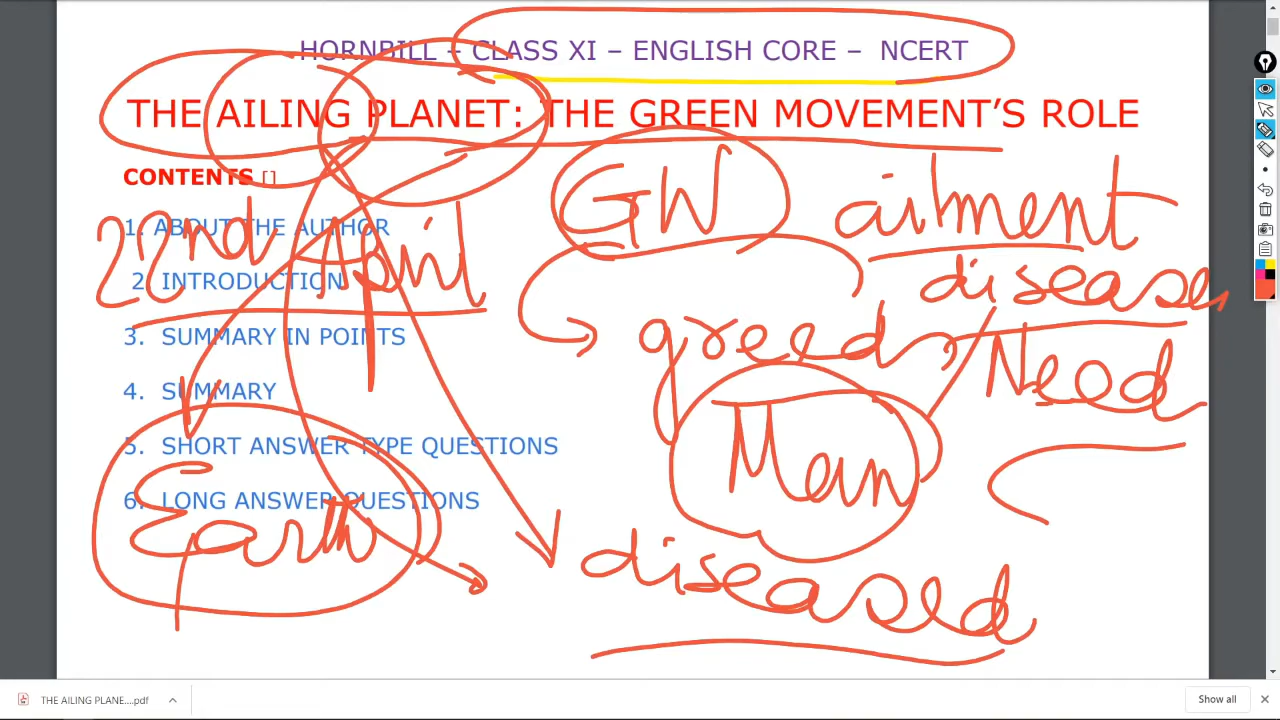 HORNBILL – CLASS XI – ENGLISH CORE – NCERT
THE AILING PLANET: THE GREEN MOVEMENT'S ROLE
CONTENTS []
GW ailment
1. ABOUT THE AUTHOR
22nd April
2 INTRODUCTION
diseases
3. SUMMARY IN POINTS
greed, Need
4. SUMMARY
5. SHORT ANSWER TYPE QUESTIONS
Man
6. LONG ANSWER QUESTIONS
Earth
diseased
THE AILING PLANE....pdf
Show all